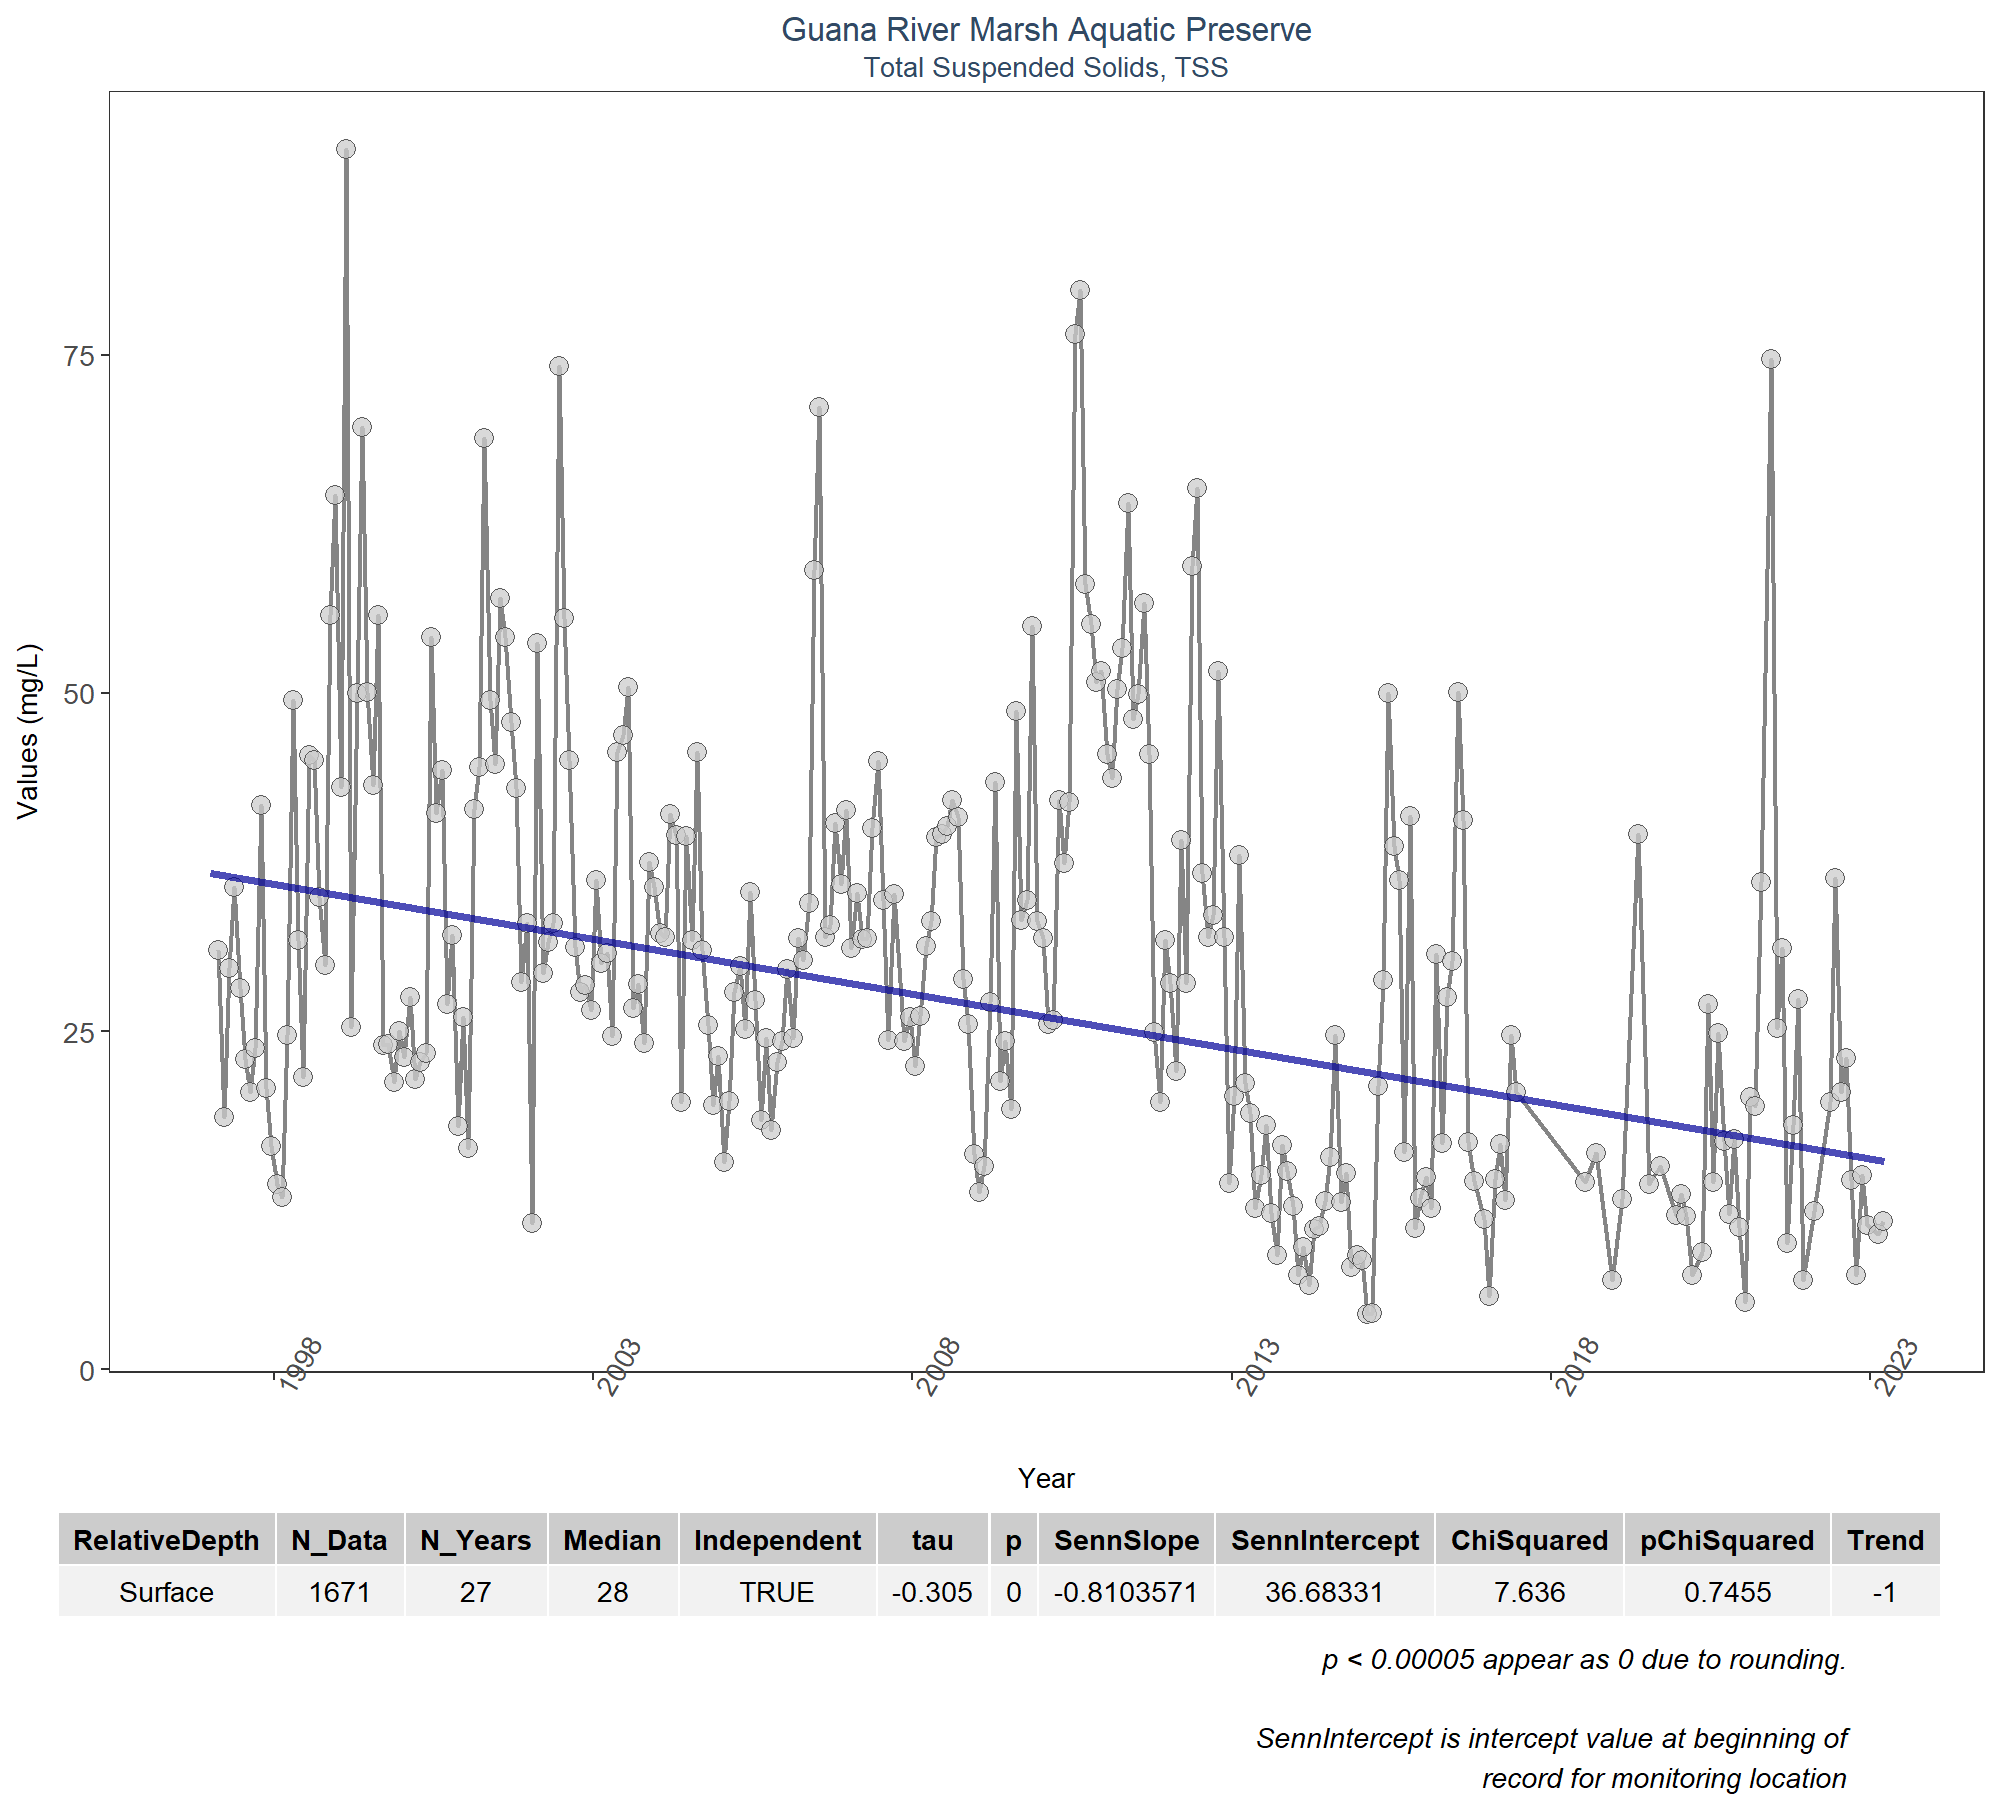 Guana River Marsh Aquatic Preserve
Total Suspended Solids, TSS
Values (mg/L)
75
50
25
0
1998 2003 2008 2013 2018 2023
Year
RelativeDepth N_Data N_Years Median Independent tau p SennSlope SennIntercept ChiSquared pChiSquared Trend
Surface 1671 27 28 TRUE -0.305 0 -0.8103571 36.68331 7.636 0.7455 -1
p < 0.00005 appear as 0 due to rounding.
SennIntercept is intercept value at beginning of
record for monitoring location